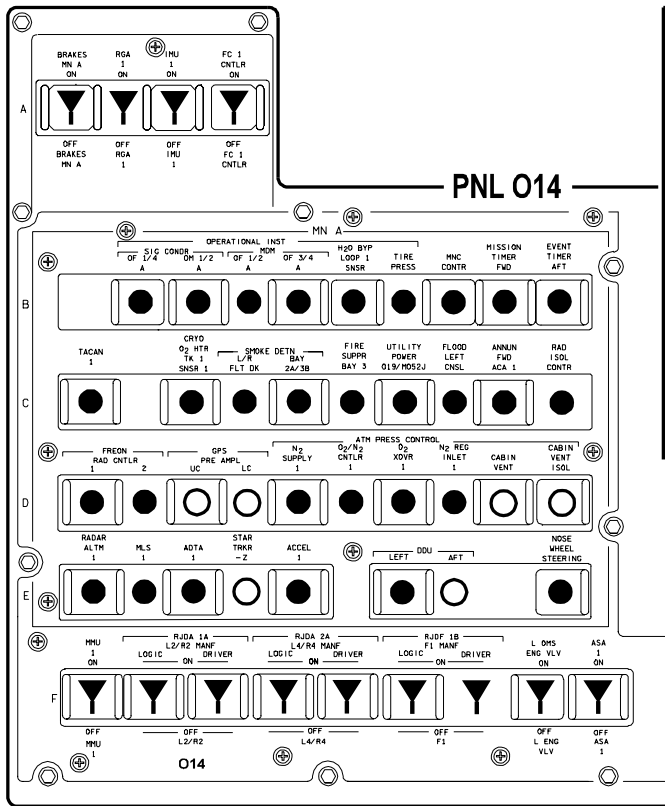 BRAKES RGA IMU FC 1
MN A 1 1 CNTLR
ON ON ON ON
A
OFF OFF OFF OFF
BRAKES RGA IMU FC 1
MN A 1 1 CNTLR
PNL O14
MN A
OPERATIONAL INST
SIG CONDR MDM
OF 1/4 OM 1/2 OF 1/2 OF 3/4
A A A A
H2O BYP
LOOP 1
SNSR
TIRE
PRESS
MNC
CONTR
MISSION
TIMER
FWD
EVENT
TIMER
AFT
B
TACAN
1
CRYO
O2 HTR
TK 1
SNSR 1
SMOKE DETN
L/R BAY
FLT DK 2A/3B
FIRE
SUPPR
BAY 3
UTILITY
POWER
O19/MO52J
FLOOD
LEFT
CNSL
ANNUN
FWD
ACA 1
RAD
ISOL
CONTR
C
FREON
RAD CNTLR
1 2
GPS
PRE AMPL
UC LC
ATM PRESS CONTROL
N2
SUPPLY
1
O2/N2
CNTLR
1
O2
XOVR
1
N2 REG
INLET
1
CABIN
VENT
CABIN
VENT
ISOL
D
RADAR
ALTM
1
MLS
1
ADTA
1
STAR
TRKR
-Z
ACCEL
1
DDU
LEFT AFT
NOSE
WHEEL
STEERING
E
MMU
1
ON
RJDA 1A
L2/R2 MANF
LOGIC DRIVER
ON
RJDA 2A
L4/R4 MANF
LOGIC DRIVER
ON
RJDF 1B
F1 MANF
LOGIC DRIVER
ON
L OMS
ENG VLV
ON
ASA
1
ON
F
OFF
MMU
1
OFF
L2/R2
OFF
L4/R4
OFF
F1
OFF
L ENG
VLV
OFF
ASA
1
O14